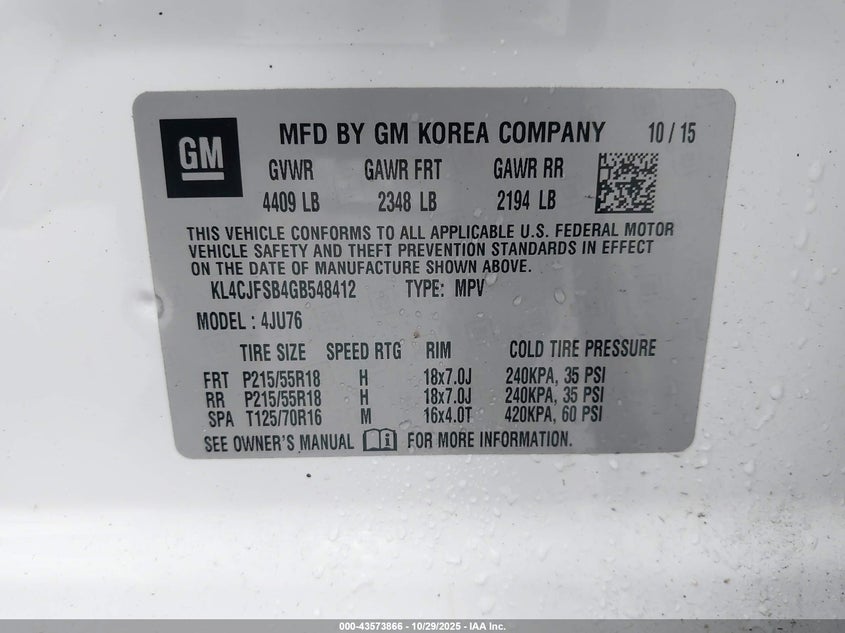 GM MFD BY GM KOREA COMPANY 10 / 15
GVWR GAWR FRT GAWR RR
4409 LB 2348 LB 2194 LB
THIS VEHICLE CONFORMS TO ALL APPLICABLE U.S. FEDERAL MOTOR
VEHICLE SAFETY AND THEFT PREVENTION STANDARDS IN EFFECT
ON THE DATE OF MANUFACTURE SHOWN ABOVE.
KL4CJFSB4GB548412 TYPE: MPV
MODEL : 4JU76
TIRE SIZE SPEED RTG RIM COLD TIRE PRESSURE
FRT P215/55R18 H 18x7.0J 240KPA, 35 PSI
RR P215/55R18 H 18x7.0J 240KPA, 35 PSI
SPA T125/70R16 M 16x4.0T 420KPA, 60 PSI
SEE OWNER'S MANUAL i FOR MORE INFORMATION.
000-43573866 - 10/29/2025 - IAA Inc.